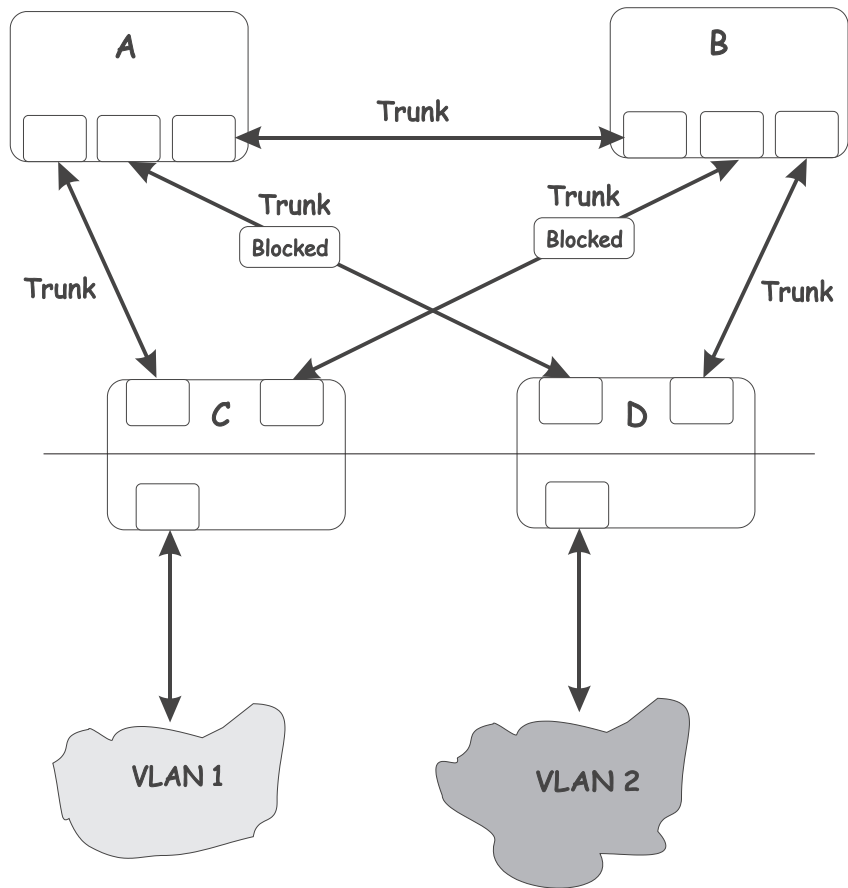 A
B
Trunk
Trunk
Blocked
Trunk
Blocked
Trunk
Trunk
C
D
VLAN 1
VLAN 2